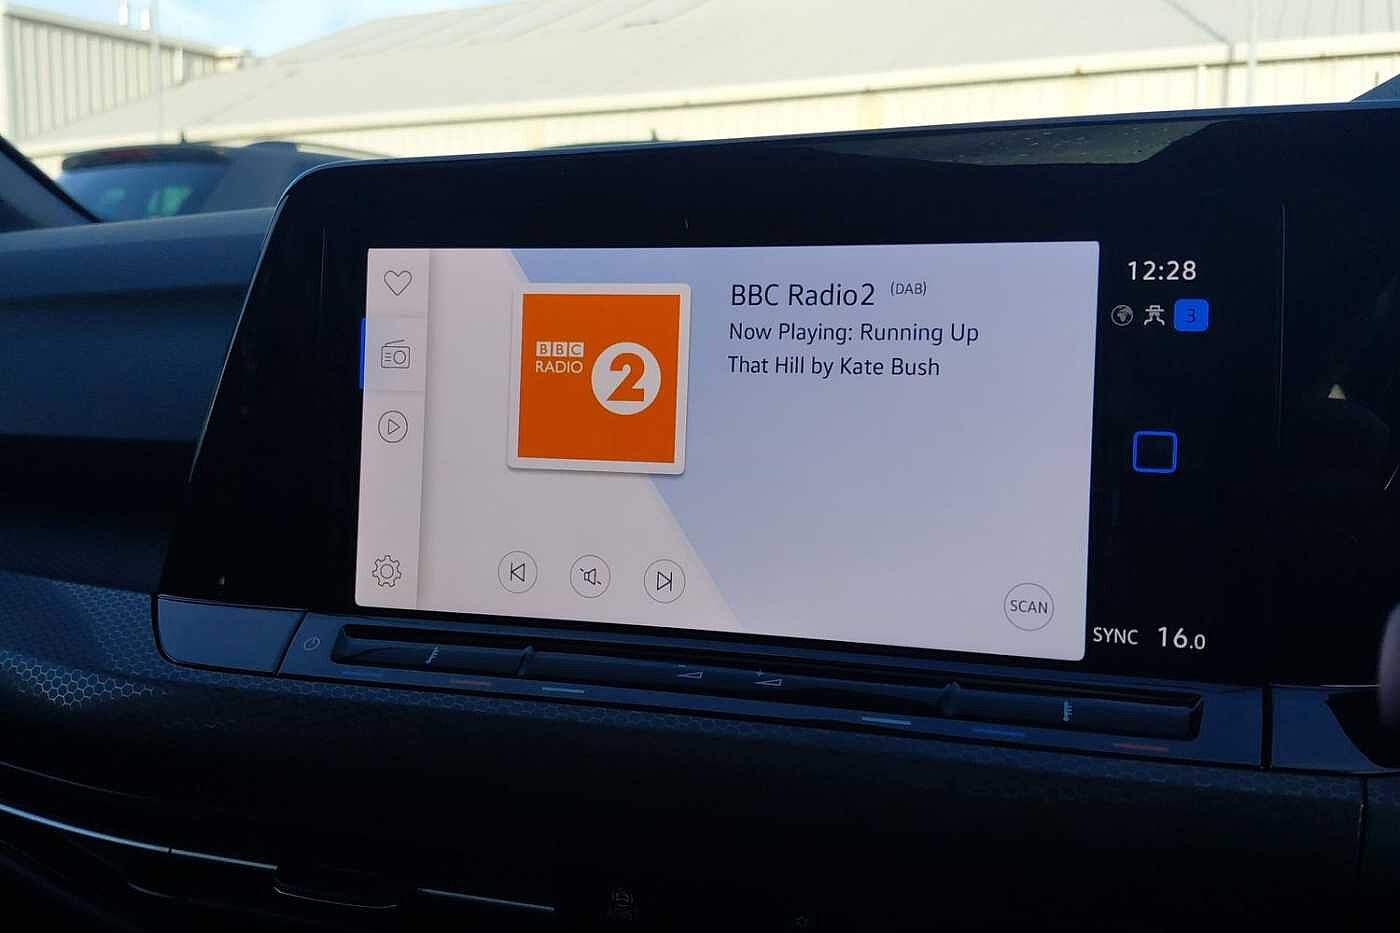 BBC Radio2 (DAB)
Now Playing: Running Up
That Hill by Kate Bush
BBC
RADIO
2
12:28
3
SCAN
SYNC 16.0